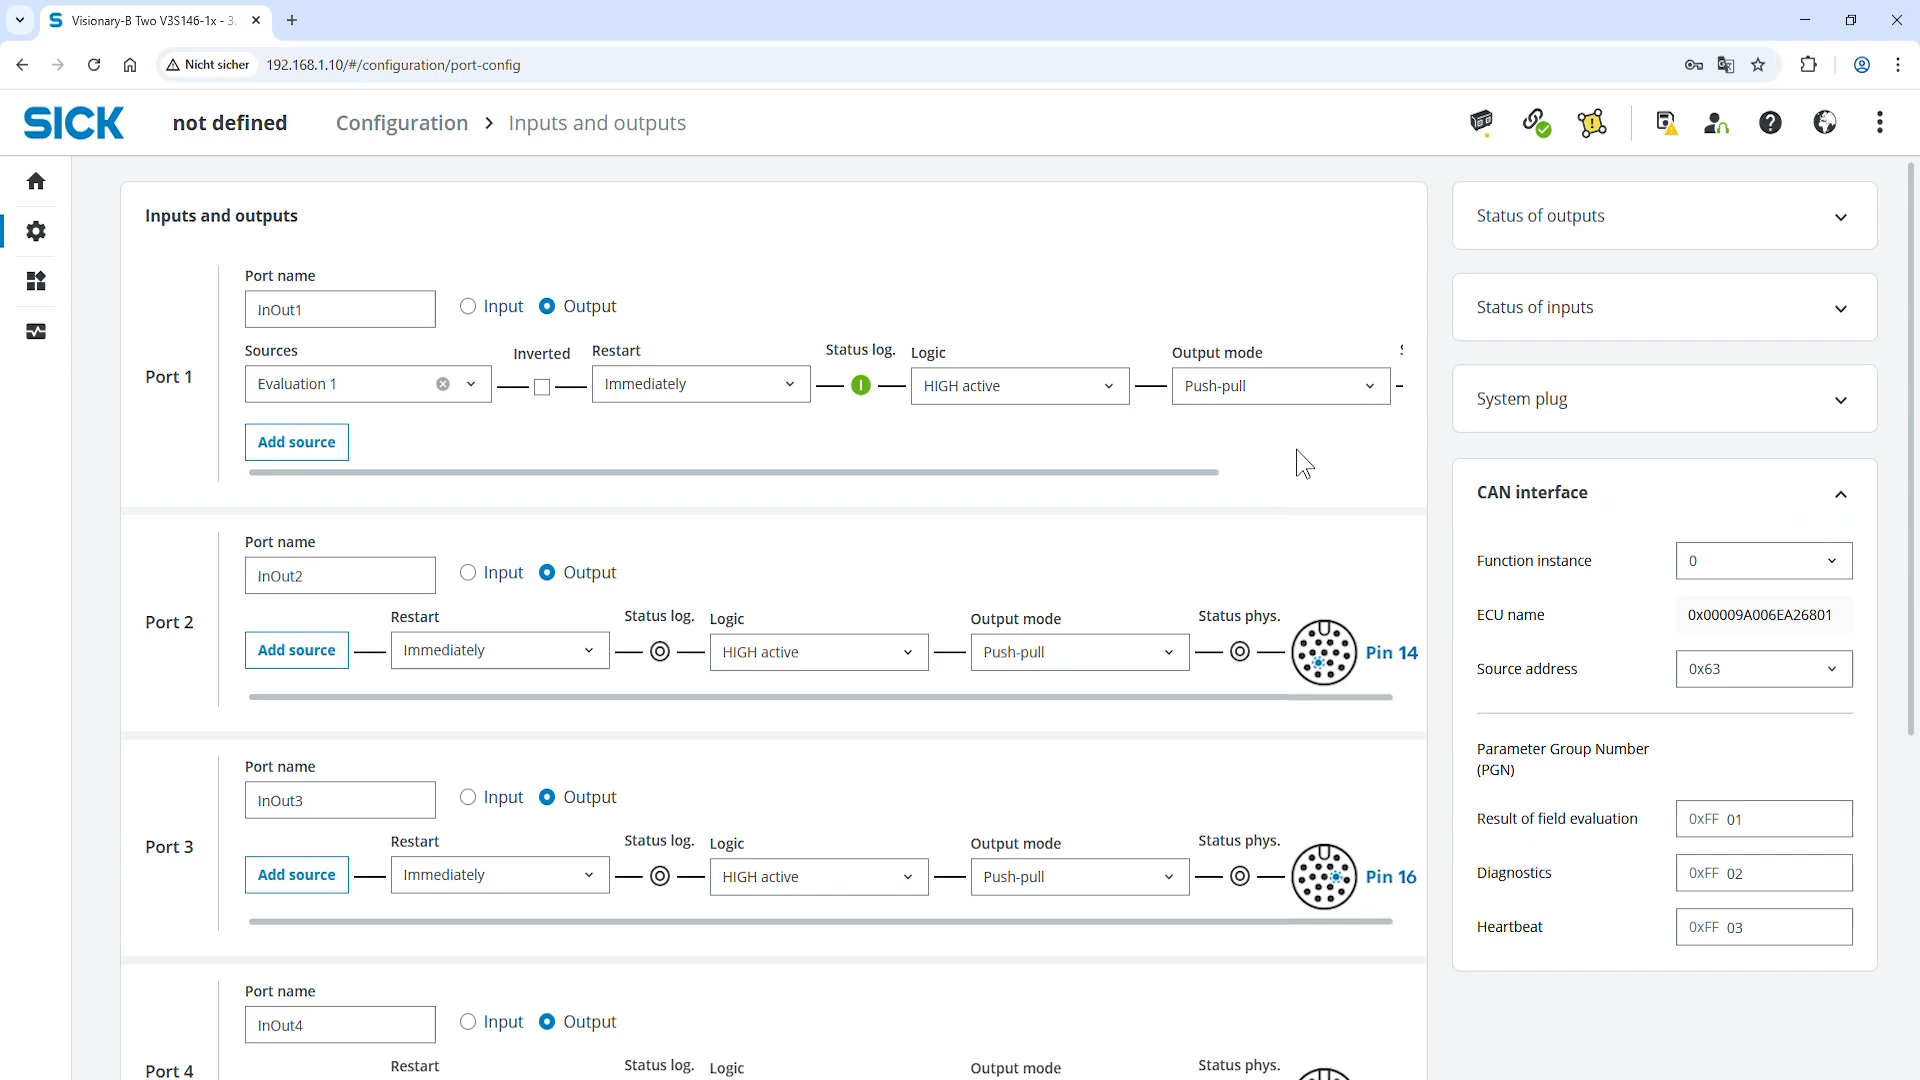 Visionary-B Two V3S146-1x - 3.
Nicht sicher
192.168.1.10/#/configuration/port-config
SICK
not defined
Configuration > Inputs and outputs
Inputs and outputs
Port 1
Port name
InOut1
Input
Output
Sources
Inverted
Restart
Status log.
Logic
Output mode
Evaluation 1
Immediately
HIGH active
Push-pull
Add source
Port 2
Port name
InOut2
Input
Output
Restart
Status log.
Logic
Output mode
Status phys.
Add source
Immediately
HIGH active
Push-pull
Pin 14
Port 3
Port name
InOut3
Input
Output
Restart
Status log.
Logic
Output mode
Status phys.
Add source
Immediately
HIGH active
Push-pull
Pin 16
Port 4
Port name
InOut4
Input
Output
Restart
Status log.
Logic
Output mode
Status phys.
Status of outputs
Status of inputs
System plug
CAN interface
Function instance
0
ECU name
0x00009A006EA26801
Source address
0x63
Parameter Group Number
(PGN)
Result of field evaluation
0xFF 01
Diagnostics
0xFF 02
Heartbeat
0xFF 03